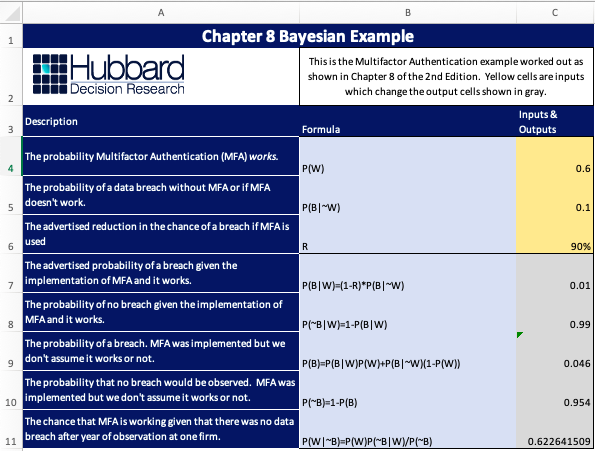 A B C
1 Chapter 8 Bayesian Example
Hubbard
Decision Research
This is the Multifactor Authentication example worked out as
shown in Chapter 8 of the 2nd Edition. Yellow cells are inputs
which change the output cells shown in gray.
2
Description
Formula
Inputs &
Outputs
3
The probability Multifactor Authentication (MFA) works.
4 P(W) 0.6
The probability of a data breach without MFA or if MFA
doesn't work.
5 P(B|~W) 0.1
The advertised reduction in the chance of a breach if MFA is
used
6 R 90%
The advertised probability of a breach given the
implementation of MFA and it works.
7 P(B|W)=(1-R)*P(B|~W) 0.01
The probability of no breach given the implementation of
MFA and it works.
8 P(~B|W)=1-P(B|W) 0.99
The probability of a breach. MFA was implemented but we
don't assume it works or not.
9 P(B)=P(B|W)P(W)+P(B|~W)(1-P(W)) 0.046
The probability that no breach would be observed. MFA was
implemented but we don't assume it works or not.
10 P(~B)=1-P(B) 0.954
The chance that MFA is working given that there was no data
breach after year of observation at one firm.
11 P(W|~B)=P(W)P(~B|W)/P(~B) 0.622641509